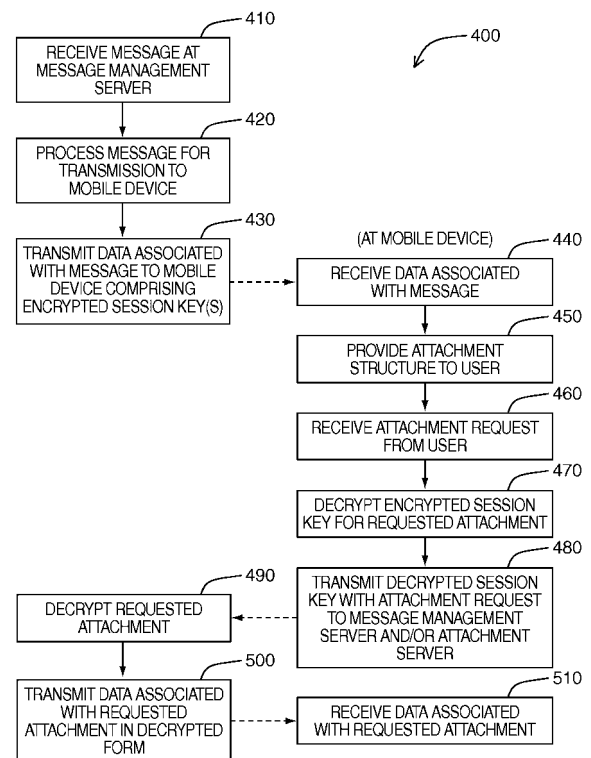 410
RECEIVE MESSAGE AT
MESSAGE MANAGEMENT
SERVER
400
420
PROCESS MESSAGE FOR
TRANSMISSION TO
MOBILE DEVICE
430
TRANSMIT DATA ASSOCIATED
WITH MESSAGE TO MOBILE
DEVICE COMPRISING
ENCRYPTED SESSION KEY(S)
(AT MOBILE DEVICE)
440
RECEIVE DATA ASSOCIATED
WITH MESSAGE
450
PROVIDE ATTACHMENT
STRUCTURE TO USER
460
RECEIVE ATTACHMENT REQUEST
FROM USER
470
DECRYPT ENCRYPTED SESSION
KEY FOR REQUESTED ATTACHMENT
480
TRANSMIT DECRYPTED SESSION
KEY WITH ATTACHMENT REQUEST
TO MESSAGE MANAGEMENT
SERVER AND/OR ATTACHMENT
SERVER
490
DECRYPT REQUESTED
ATTACHMENT
500
TRANSMIT DATA ASSOCIATED
WITH REQUESTED
ATTACHMENT IN DECRYPTED
FORM
510
RECEIVE DATA ASSOCIATED
WITH REQUESTED ATTACHMENT